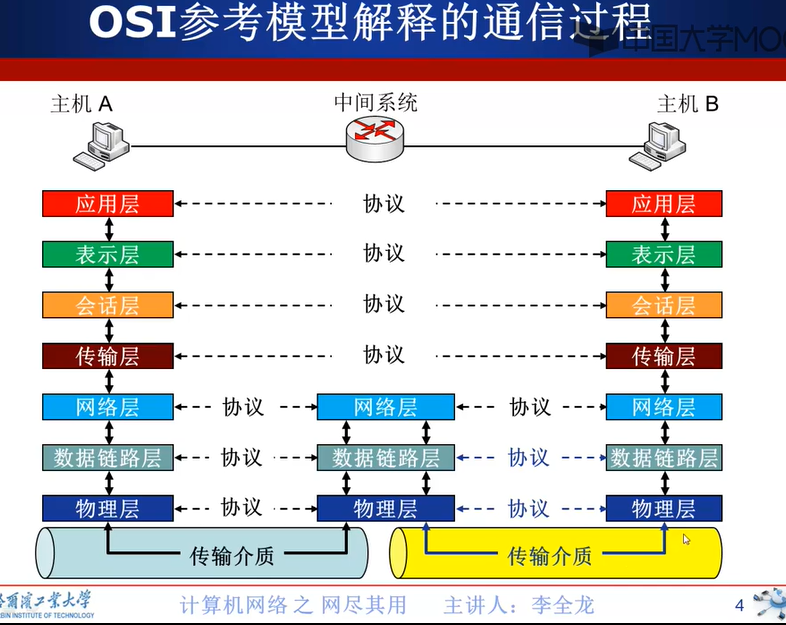 OSI参考模型解释的通信过程
中国大学MOO
主机 A
中间系统
主机 B
应用层
协议
应用层
表示层
协议
表示层
会话层
协议
会话层
传输层
协议
传输层
网络层
协议
网络层
协议
网络层
数据链路层
协议
数据链路层
协议
数据链路层
物理层
协议
物理层
协议
物理层
传输介质
传输介质
尔滨工业大学
BIN INSTITUTE OF TECHNOLOGY
计算机网络之 网尽其用
主讲人：李全龙
4